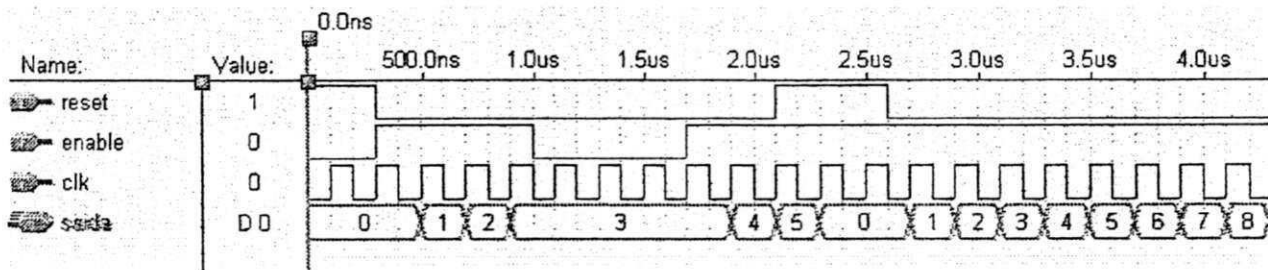 0.0ns
Name: Value: 500.0ns 1.0us 1.5us 2.0us 2.5us 3.0us 3.5us 4.0us
reset 1
enable 0
clk 0
D 0 0 1 2 3 4 5 0 1 2 3 4 5 6 7 8